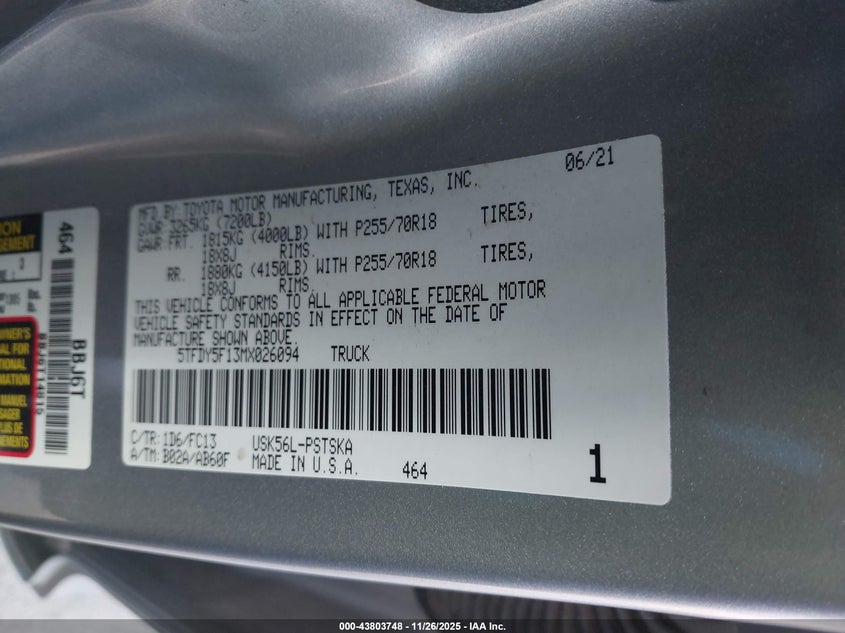 06/21
MFD.BY:TOYOTA MOTOR MANUFACTURING, TEXAS, INC.
GVWR 3265KG (7200LB)
GAWR:FRT. 1815KG (4000LB) WITH P255/70R18 TIRES,
18X8J RIMS.
RR. 1880KG (4150LB) WITH P255/70R18 TIRES,
18X8J RIMS.
THIS VEHICLE CONFORMS TO ALL APPLICABLE FEDERAL MOTOR
VEHICLE SAFETY STANDARDS IN EFFECT ON THE DATE OF
MANUFACTURE SHOWN ABOVE.
5TFDY5F13MX026094 TRUCK
C/TR:1D6/FC13 USK56L-PSTSKA
A/TM:B02A/AB60F MADE IN U.S.A. 464 1
464
BBJ6T
BBJ6T14815
3
000-43803748 - 11/26/2025 - IAA Inc.